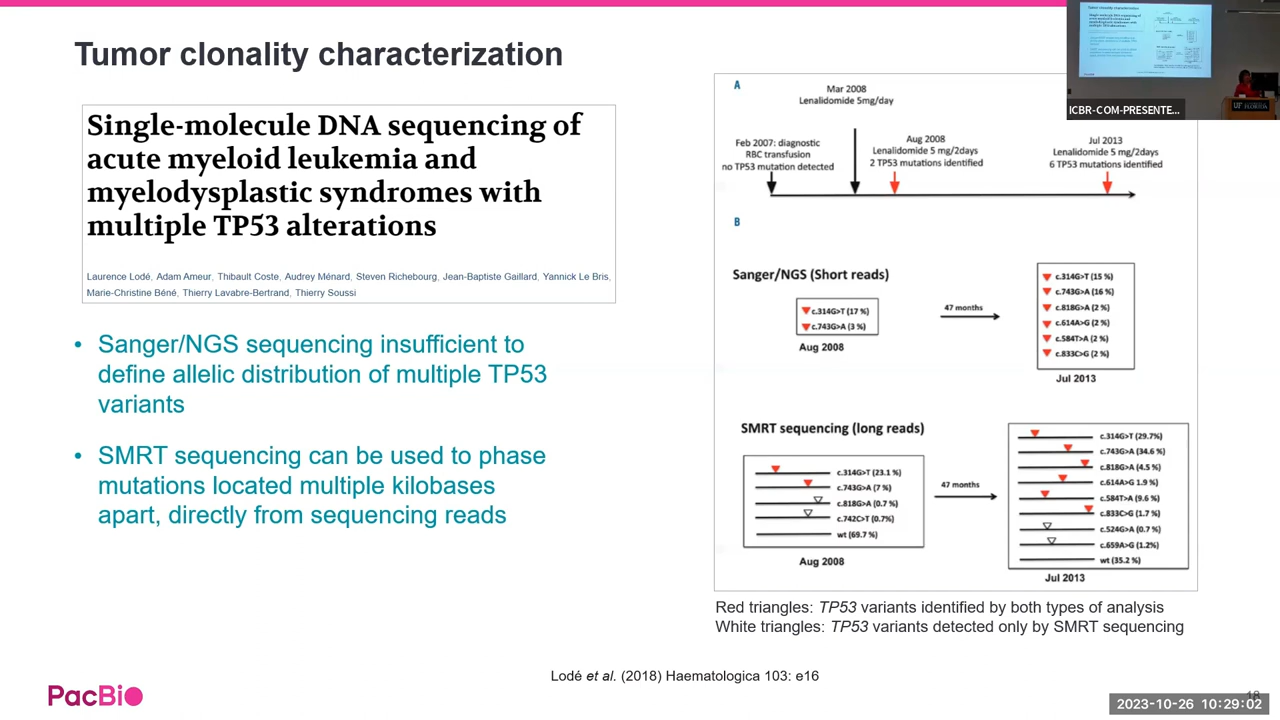 Tumor clonality characterization
Single-molecule DNA sequencing of
acute myeloid leukemia and
myelodysplastic syndromes with
multiple TP53 alterations
Laurence Lodé, Adam Ameur, Thibault Coste, Audrey Ménard, Steven Richebourg, Jean-Baptiste Gaillard, Yannick Le Bris,
Marie-Christine Béné, Thierry Lavabre-Bertrand, Thierry Soussi
• Sanger/NGS sequencing insufficient to
define allelic distribution of multiple TP53
variants
• SMRT sequencing can be used to phase
mutations located multiple kilobases
apart, directly from sequencing reads
A
Mar 2008
Lenalidomide 5mg/day
Feb 2007: diagnostic
RBC transfusion
no TP53 mutation detected
Aug 2008
Lenalidomide 5 mg/2days
2 TP53 mutations identified
Jul 2013
Lenalidomide 5 mg/2days
6 TP53 mutations identified
B
Sanger/NGS (Short reads)
c.314G>T (17 %)
c.743G>A (3 %)
Aug 2008
47 months
c.314G>T (15 %)
c.743G>A (16 %)
c.818G>A (2 %)
c.614A>G (2 %)
c.584T>A (2 %)
c.833C>G (2 %)
Jul 2013
SMRT sequencing (long reads)
c.314G>T (23.1 %)
c.743G>A (7 %)
c.818G>A (0.7 %)
c.742C>T (0.7%)
wt (69.7 %)
Aug 2008
47 months
c.314G>T (29.7%)
c.743G>A (34.6 %)
c.818G>A (4.5 %)
c.614A>G 1.9 %)
c.584T>A (9.6 %)
c.833C>G (1.7 %)
c.524G>A (0.7 %)
c.659A>G (1.2%)
wt (35.2 %)
Jul 2013
Red triangles: TP53 variants identified by both types of analysis
White triangles: TP53 variants detected only by SMRT sequencing
Lodé et al. (2018) Haematologica 103: e16
PacBio
18
2023-10-26 10:29:02
ICBR-COM-PRESENTE...